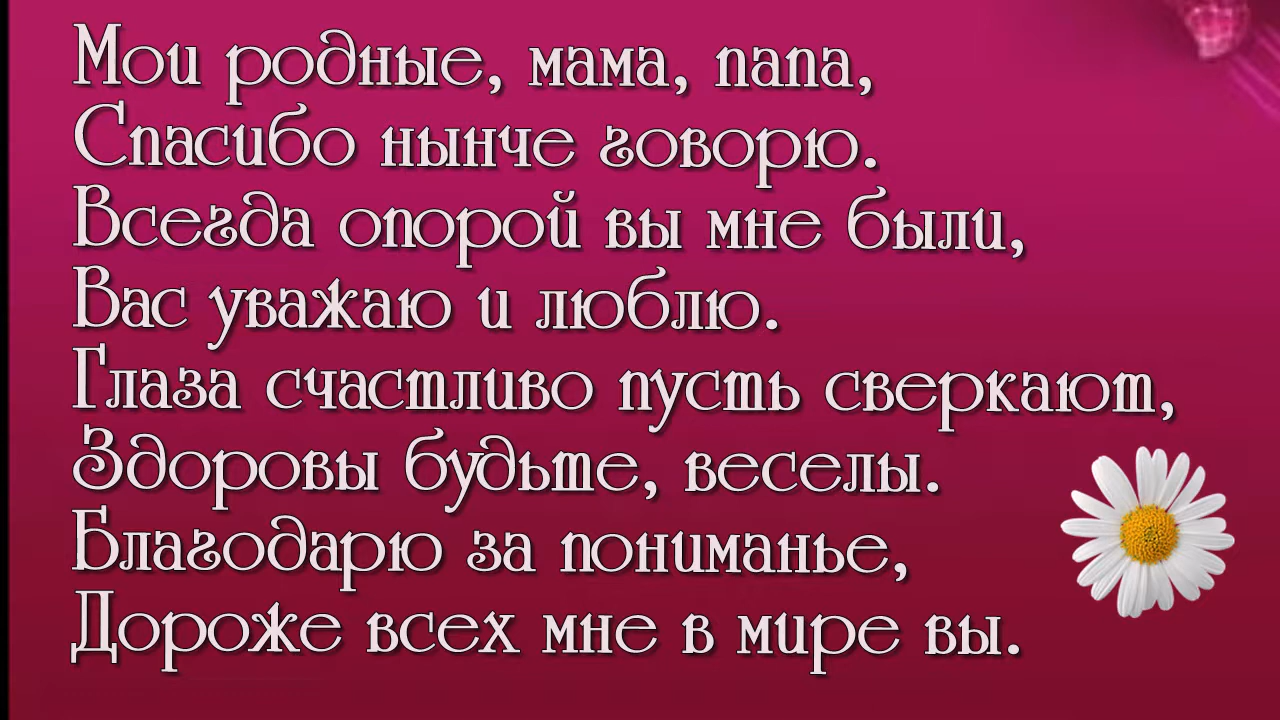 Мои родные, мама, папа,
Спасибо нынче говорю.
Всегда опорой вы мне были,
Вас уважаю и люблю.
Глаза счастливо пусть сверкают,
Здоровы будьте, веселы.
Благодарю за пониманье,
Дороже всех мне в мире вы.